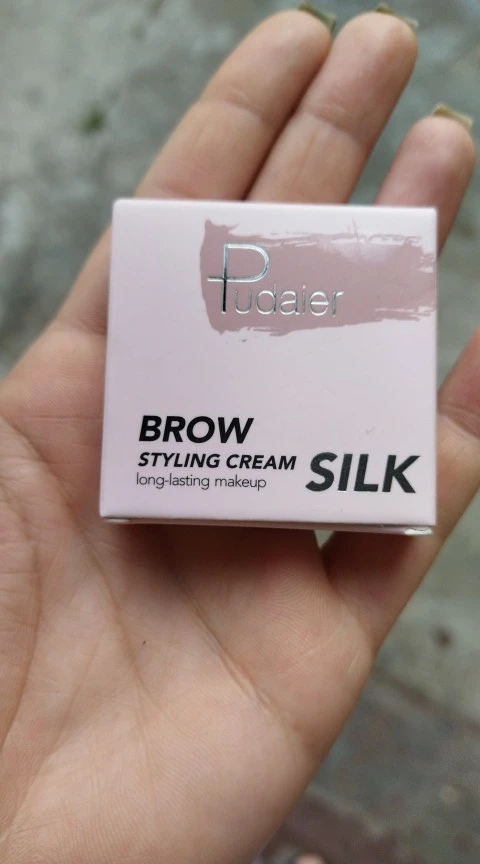 Pudaier
BROW
STYLING CREAM
long-lasting makeup
SILK